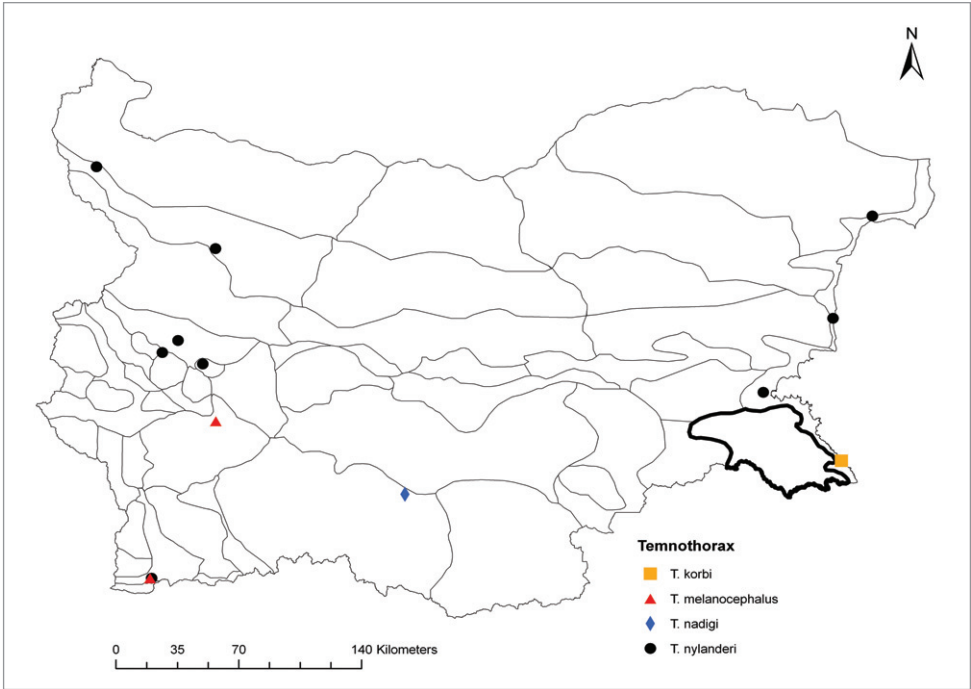 N
Temnothorax
T. korbi
T. melanocephalus
T. nadigi
T. nylanderi
0 35 70 140 Kilometers